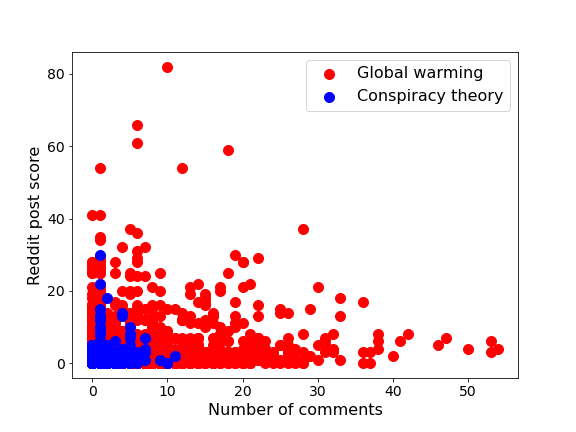 Global warming
Conspiracy theory
80
60
40
20
0
Reddit post score
0 10 20 30 40 50
Number of comments